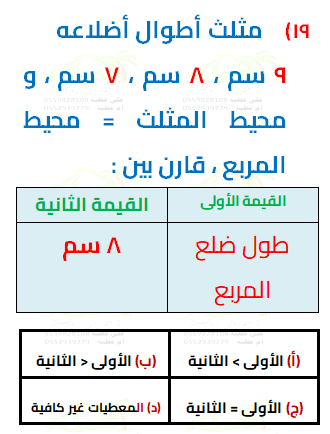 ١٩) مثلث أطوال أضلاعه
٩ سم ، ٨ سم ، ٧ سم ، و
محيط المثلث = محيط
المربع ، قارن بين :
القيمة الأولى القيمة الثانية
طول ضلع ٨ سم
المربع
(أ) الأولى > الثانية (ب) الأولى < الثانية
(ج) الأولى = الثانية (د) المعطيات غير كافية